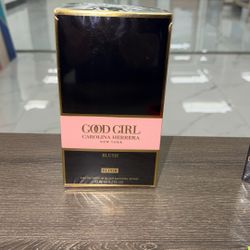 GOOD GIRL
CAROLINA HERRERA
NEW YORK
BLUSH
ELIXIR